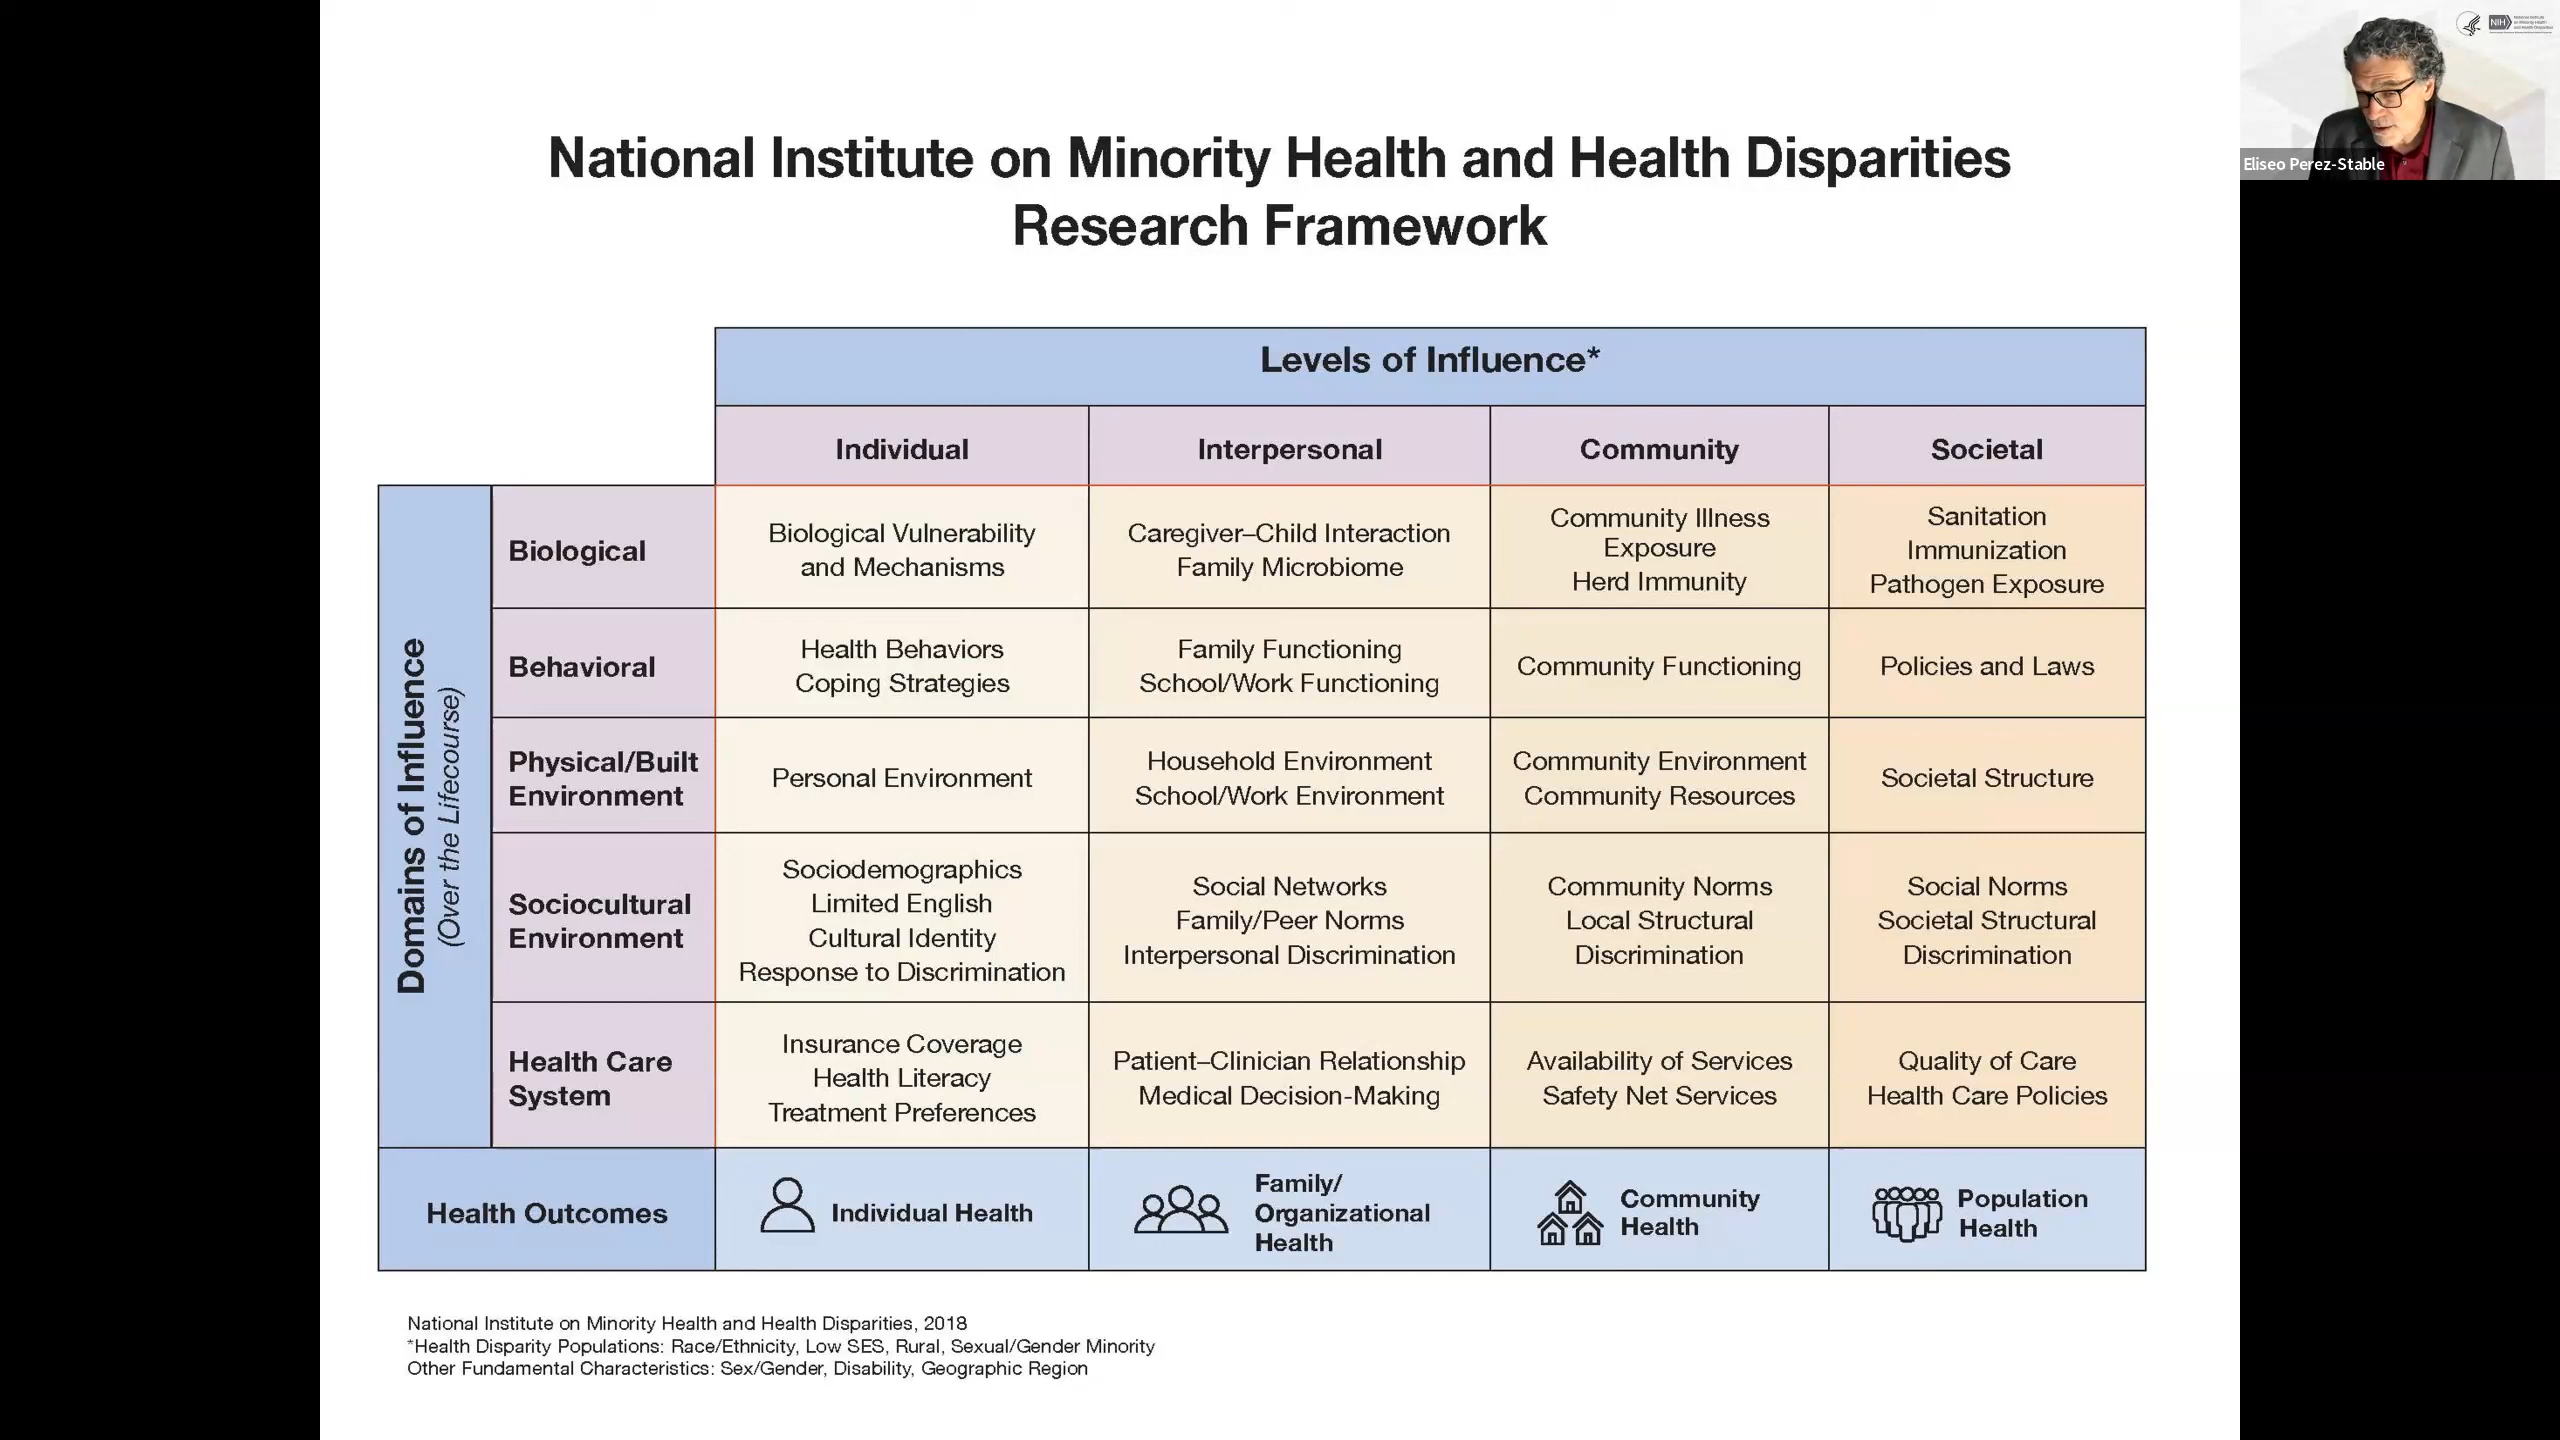 National Institute on Minority Health and Health Disparities
Research Framework
NIH
Eliseo Perez-Stable
Levels of Influence*
Individual
Interpersonal
Community
Societal
Domains of Influence
(Over the Lifecourse)
Biological
Biological Vulnerability
and Mechanisms
Caregiver–Child Interaction
Family Microbiome
Community Illness
Exposure
Herd Immunity
Sanitation
Immunization
Pathogen Exposure
Behavioral
Health Behaviors
Coping Strategies
Family Functioning
School/Work Functioning
Community Functioning
Policies and Laws
Physical/Built
Environment
Personal Environment
Household Environment
School/Work Environment
Community Environment
Community Resources
Societal Structure
Sociocultural
Environment
Sociodemographics
Limited English
Cultural Identity
Response to Discrimination
Social Networks
Family/Peer Norms
Interpersonal Discrimination
Community Norms
Local Structural
Discrimination
Social Norms
Societal Structural
Discrimination
Health Care
System
Insurance Coverage
Health Literacy
Treatment Preferences
Patient–Clinician Relationship
Medical Decision-Making
Availability of Services
Safety Net Services
Quality of Care
Health Care Policies
Health Outcomes
Individual Health
Family/
Organizational
Health
Community
Health
Population
Health
National Institute on Minority Health and Health Disparities, 2018
*Health Disparity Populations: Race/Ethnicity, Low SES, Rural, Sexual/Gender Minority
Other Fundamental Characteristics: Sex/Gender, Disability, Geographic Region